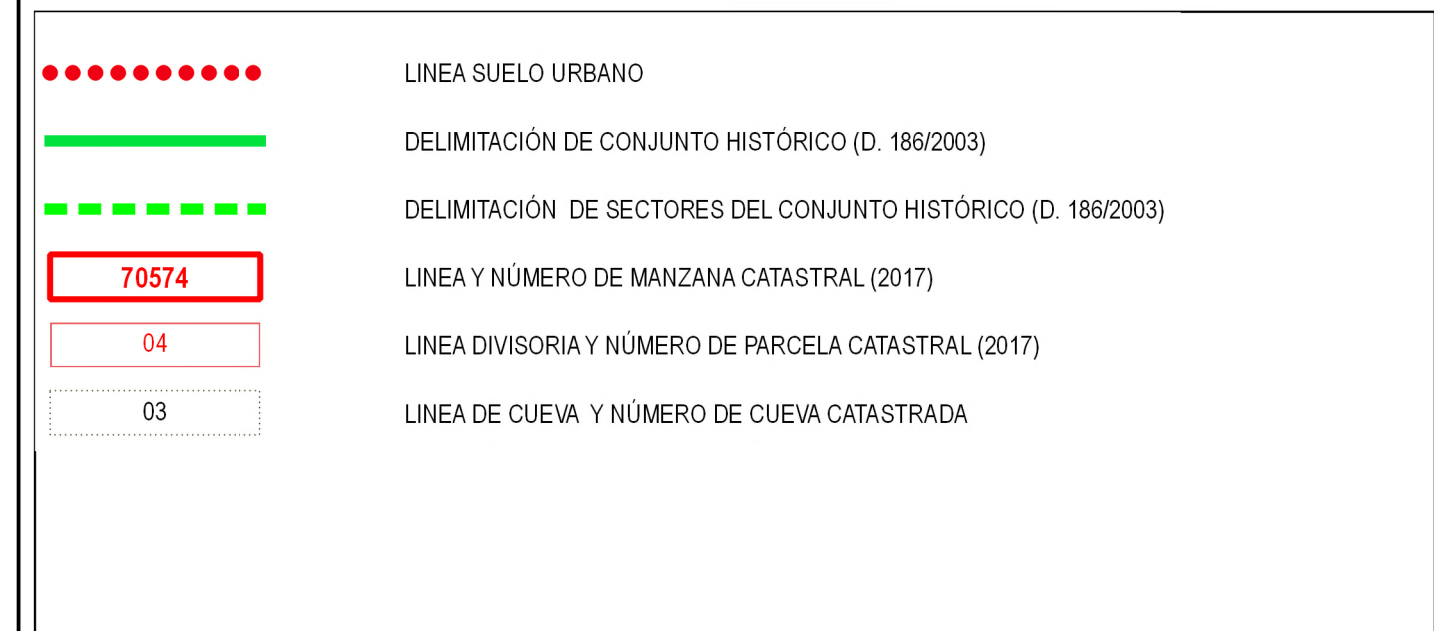 LINEA SUELO URBANO
DELIMITACIÓN DE CONJUNTO HISTÓRICO (D. 186/2003)
DELIMITACIÓN DE SECTORES DEL CONJUNTO HISTÓRICO (D. 186/2003)
70574 LINEA Y NÚMERO DE MANZANA CATASTRAL (2017)
04 LINEA DIVISORIA Y NÚMERO DE PARCELA CATASTRAL (2017)
03 LINEA DE CUEVA Y NÚMERO DE CUEVA CATASTRADA